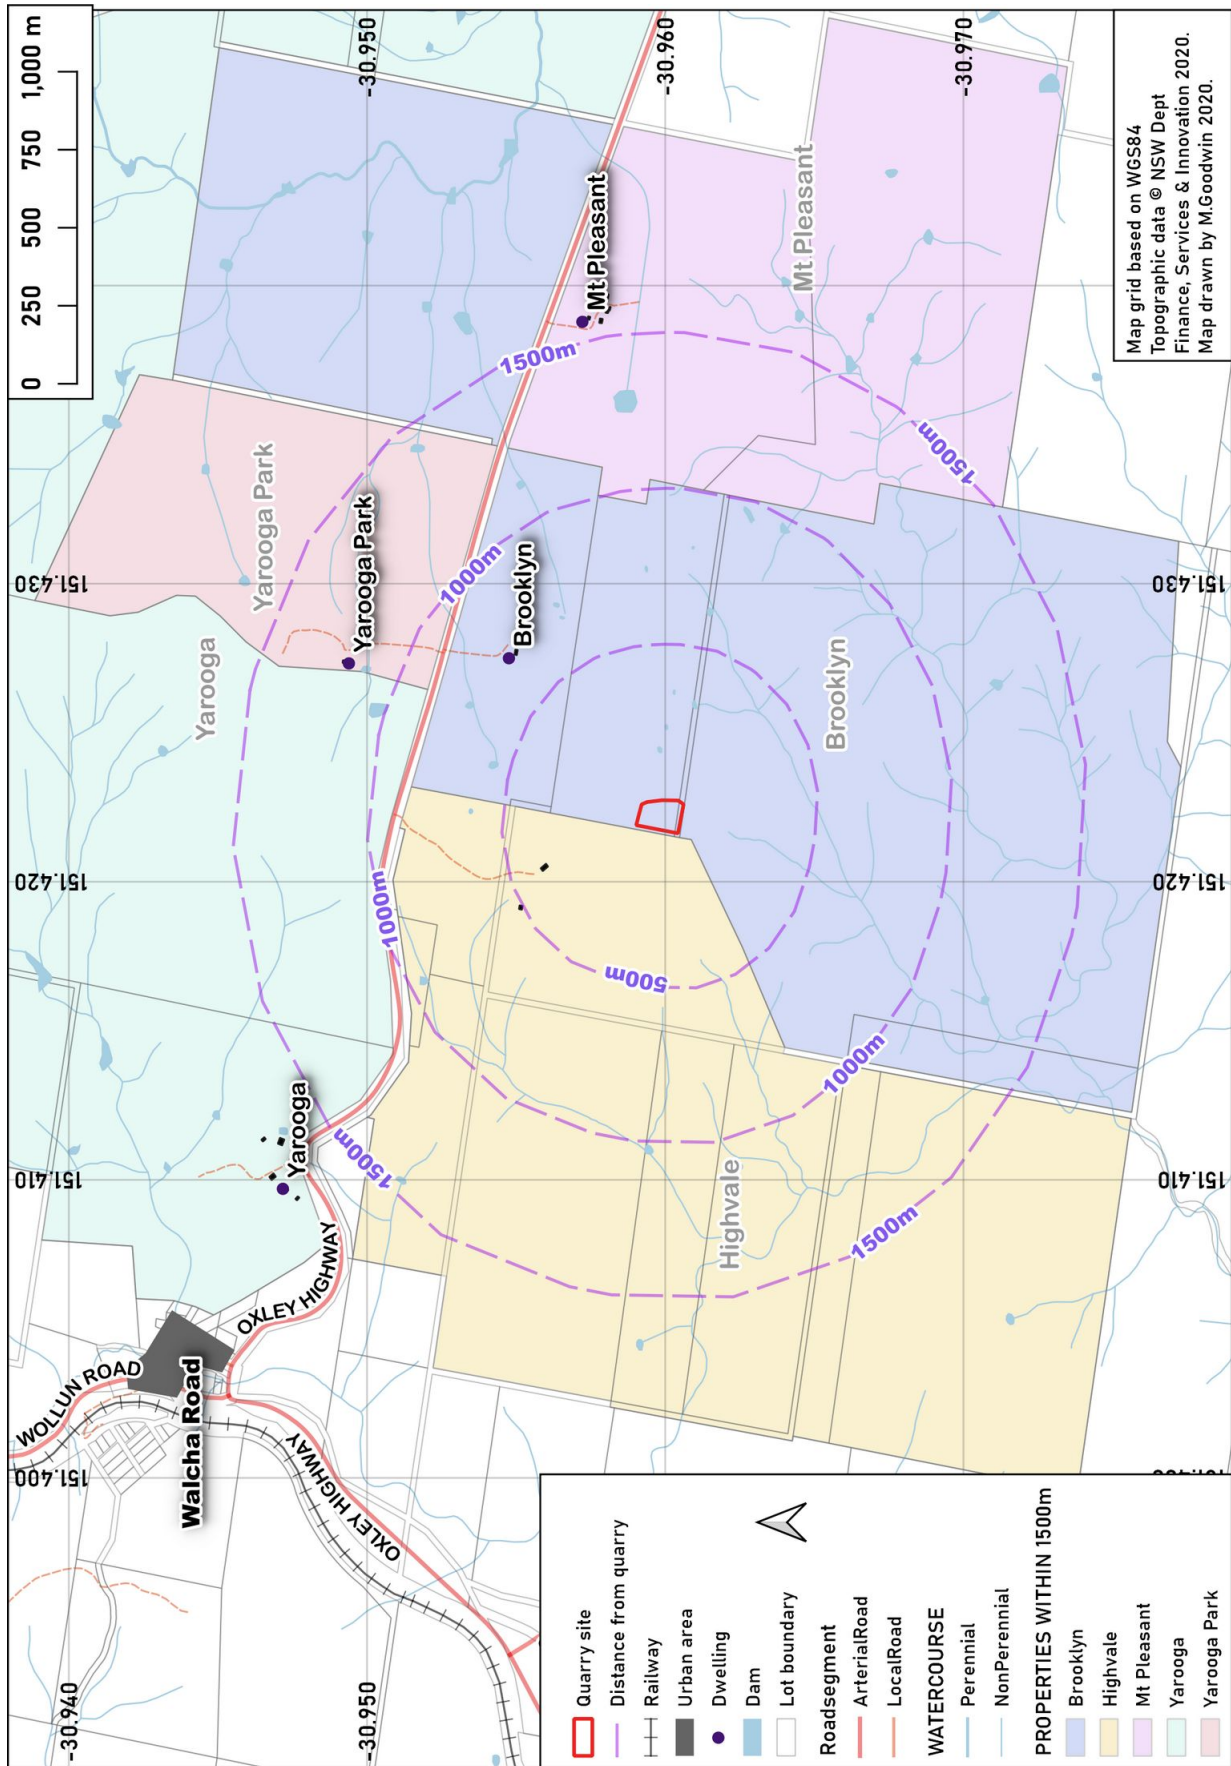 0 250 500 750 1,000 m
-30.940
-30.950
-30.950
-30.960
-30.970
151.400
151.410
151.420
151.430
151.410
151.420
151.430
WOLLUN ROAD
Walcha Road
OXLEY HIGHWAY
OXLEY HIGHWAY
Yarooga
Yarooga
Yarooga Park
Yarooga Park
Brooklyn
Brooklyn
Mt Pleasant
Mt Pleasant
Highvale
500m
1000m
1000m
1000m
1500m
1500m
1500m
1500m
Quarry site
Distance from quarry
Railway
Urban area
Dwelling
Dam
Lot boundary
Roadsegment
ArterialRoad
LocalRoad
WATERCOURSE
Perennial
NonPerennial
PROPERTIES WITHIN 1500m
Brooklyn
Highvale
Mt Pleasant
Yarooga
Yarooga Park
Map grid based on WGS84
Topographic data © NSW Dept
Finance, Services & Innovation 2020.
Map drawn by M.Goodwin 2020.